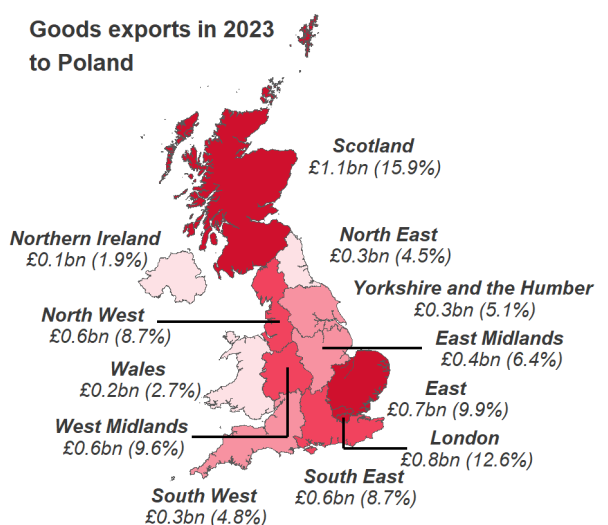 Goods exports in 2023
to Poland
Scotland
£1.1bn (15.9%)
Northern Ireland
£0.1bn (1.9%)
North East
£0.3bn (4.5%)
Yorkshire and the Humber
£0.3bn (5.1%)
North West
£0.6bn (8.7%)
East Midlands
£0.4bn (6.4%)
Wales
£0.2bn (2.7%)
East
£0.7bn (9.9%)
West Midlands
£0.6bn (9.6%)
London
£0.8bn (12.6%)
South East
£0.6bn (8.7%)
South West
£0.3bn (4.8%)